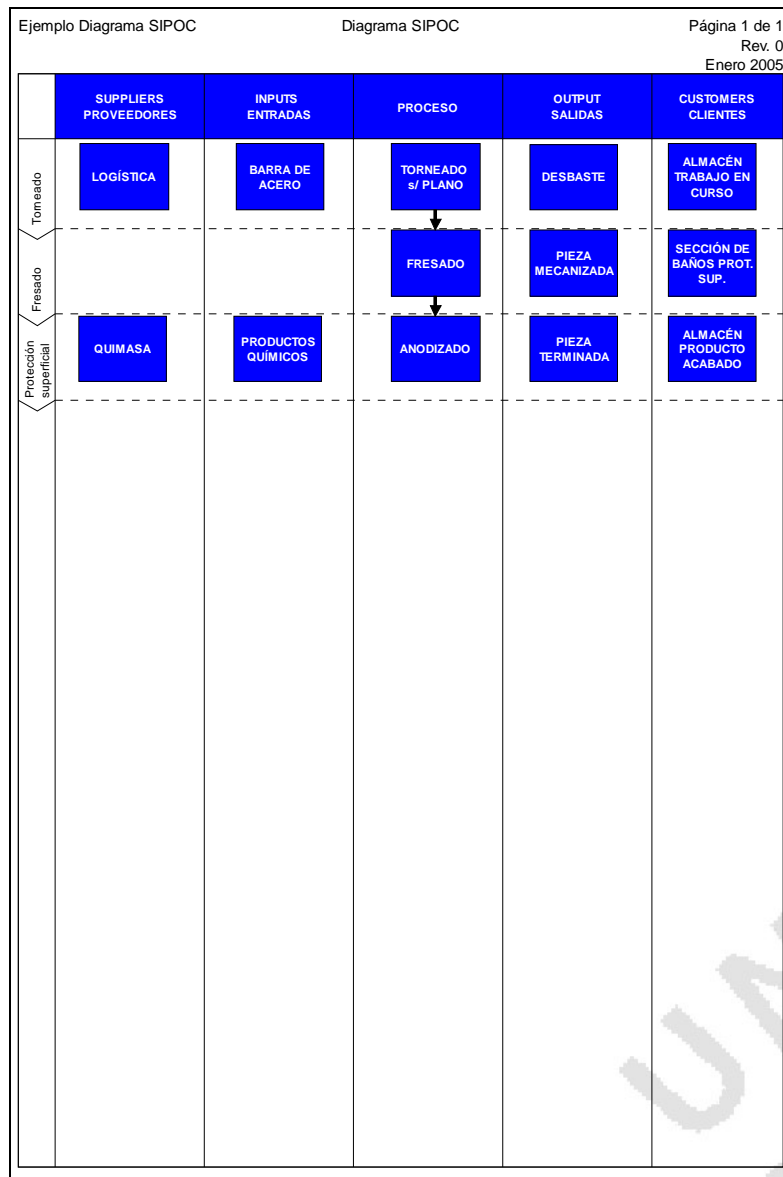 Ejemplo Diagrama SIPOC
Diagrama SIPOC
Página 1 de 1
Rev. 0
Enero 2005
SUPPLIERS
PROVEEDORES
INPUTS
ENTRADAS
PROCESO
OUTPUT
SALIDAS
CUSTOMERS
CLIENTES
Torneado
LOGÍSTICA
BARRA DE
ACERO
TORNEADO
s/ PLANO
DESBASTE
ALMACÉN
TRABAJO EN
CURSO
Fresado
FRESADO
PIEZA
MECANIZADA
SECCIÓN DE
BAÑOS PROT.
SUP.
Protección
superficial
QUIMASA
PRODUCTOS
QUÍMICOS
ANODIZADO
PIEZA
TERMINADA
ALMACÉN
PRODUCTO
ACABADO